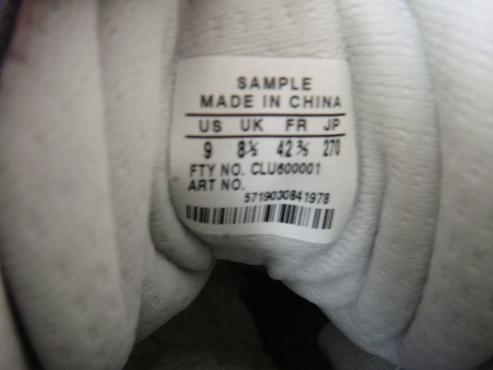 SAMPLE
MADE IN CHINA
US UK FR JP
9 8½ 42⅔ 270
FTY NO. CLU600001
ART NO.
5719030841978